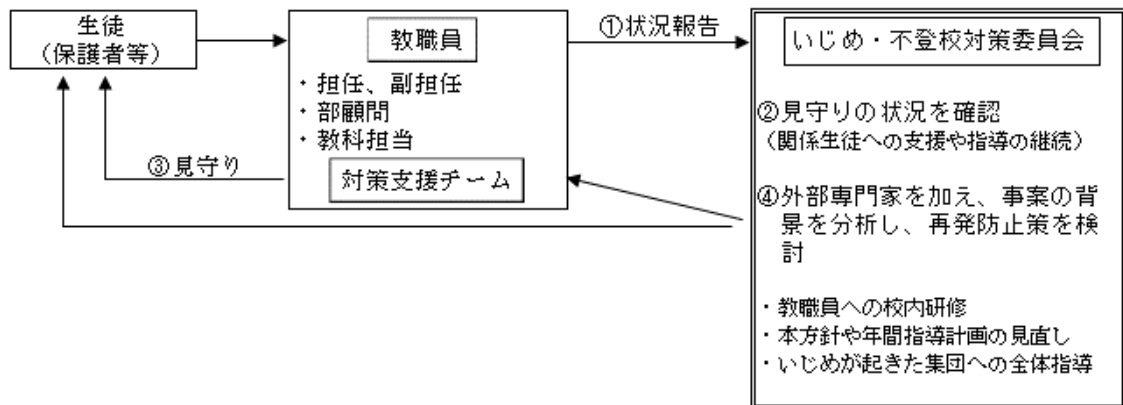 生徒
(保護者等)
教職員
・担任、副担任
・部顧問
・教科担当
対策支援チーム
①状況報告
③見守り
いじめ・不登校対策委員会
②見守りの状況を確認
(関係生徒への支援や指導の継続)
④外部専門家を加え、事案の背
景を分析し、再発防止策を検
討
・教職員への校内研修
・本方針や年間指導計画の見直し
・いじめが起きた集団への全体指導